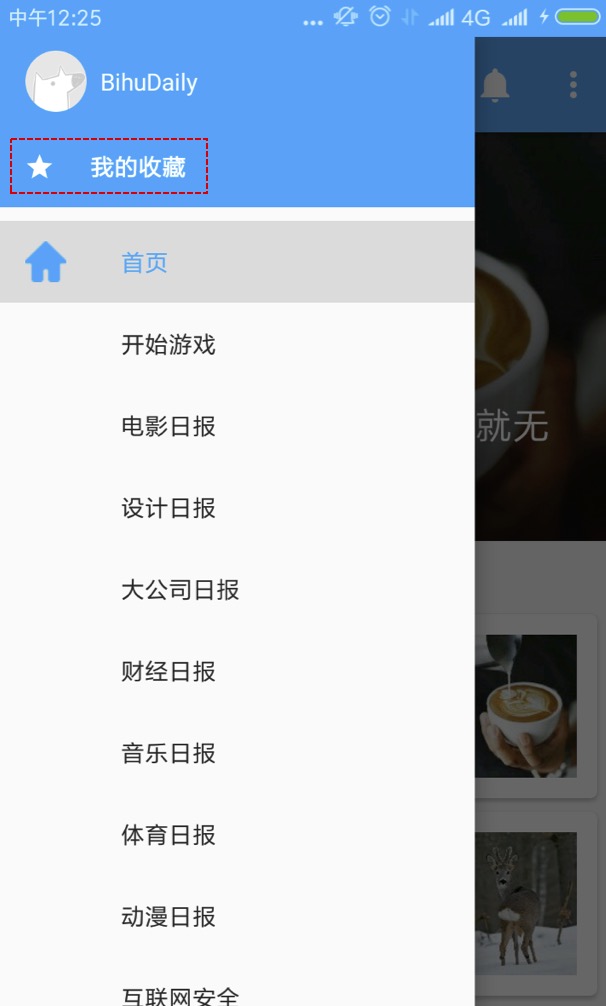 中午12:25
4G
BihuDaily
我的收藏
首页
开始游戏
电影日报
就无
设计日报
大公司日报
财经日报
音乐日报
体育日报
动漫日报
互联网安全